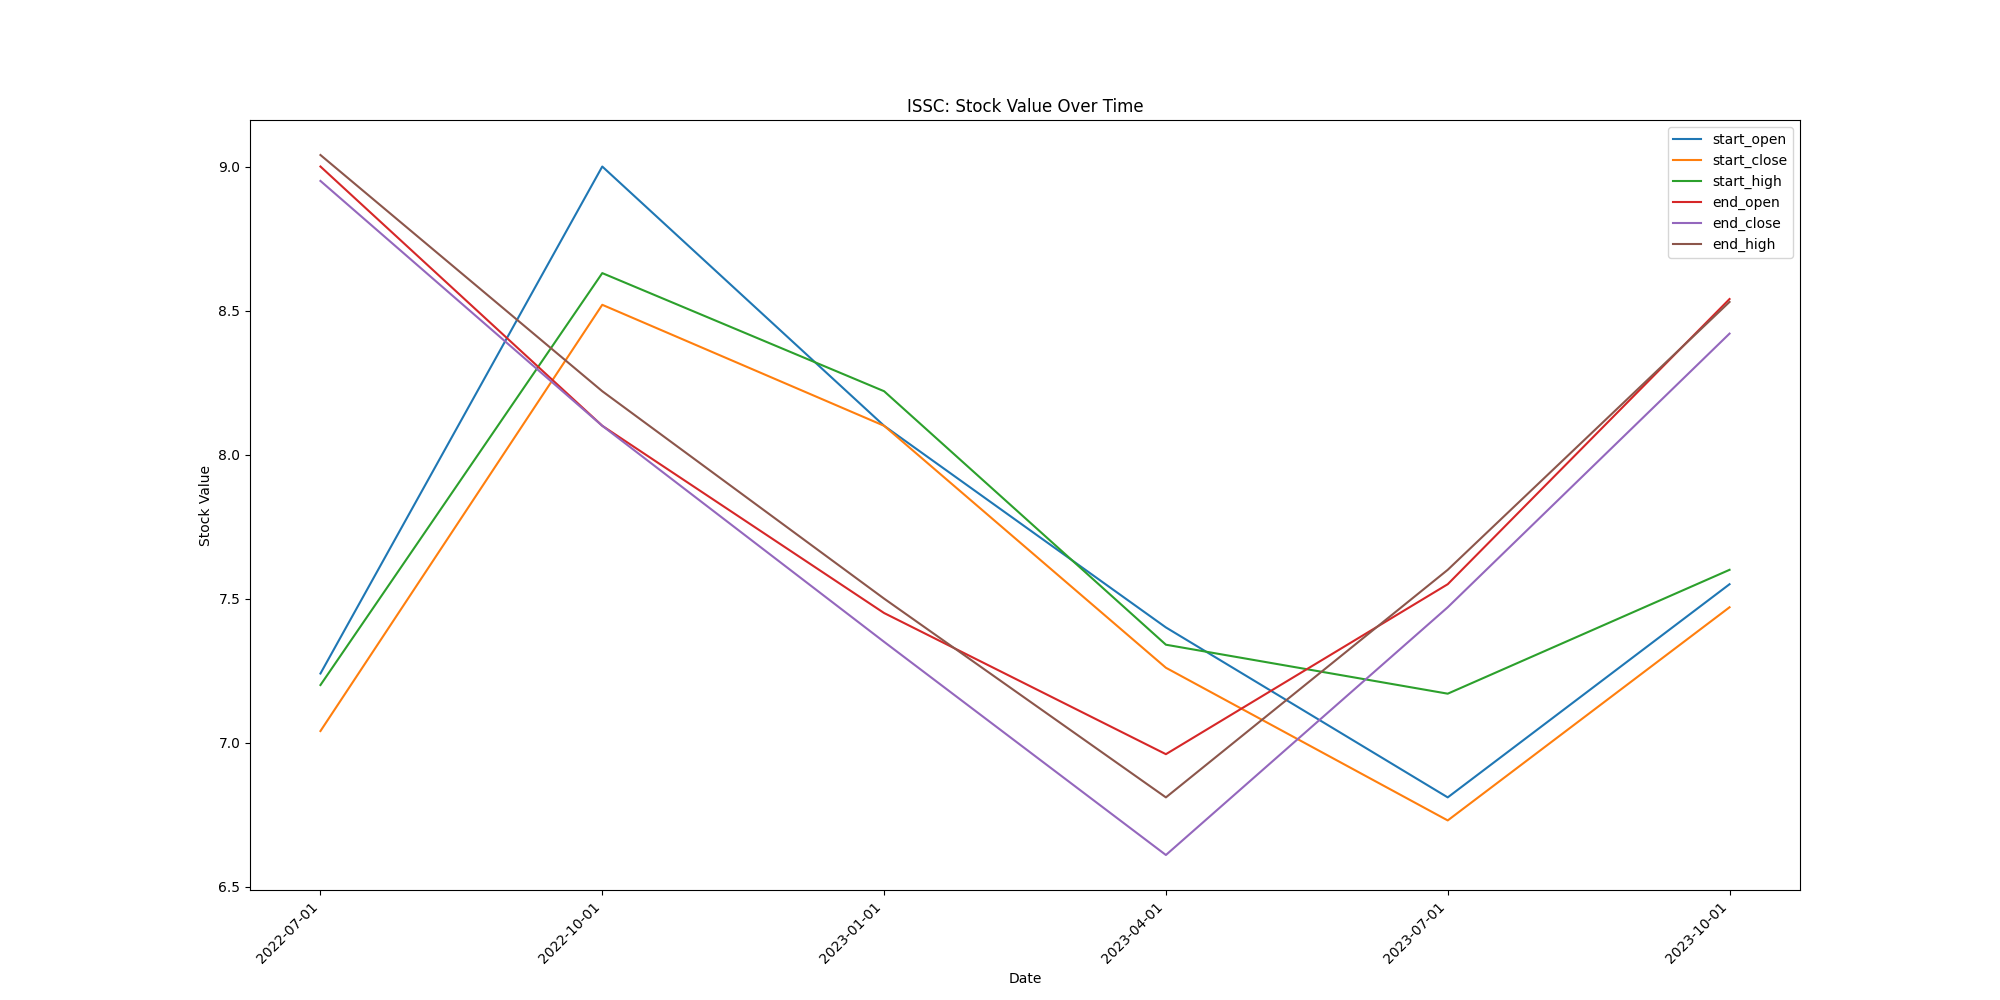 ISSC: Stock Value Over Time
start_open
start_close
start_high
end_open
end_close
end_high
9.0
8.5
8.0
7.5
7.0
6.5
Stock Value
2022-07-01
2022-10-01
2023-01-01
2023-04-01
2023-07-01
2023-10-01
Date